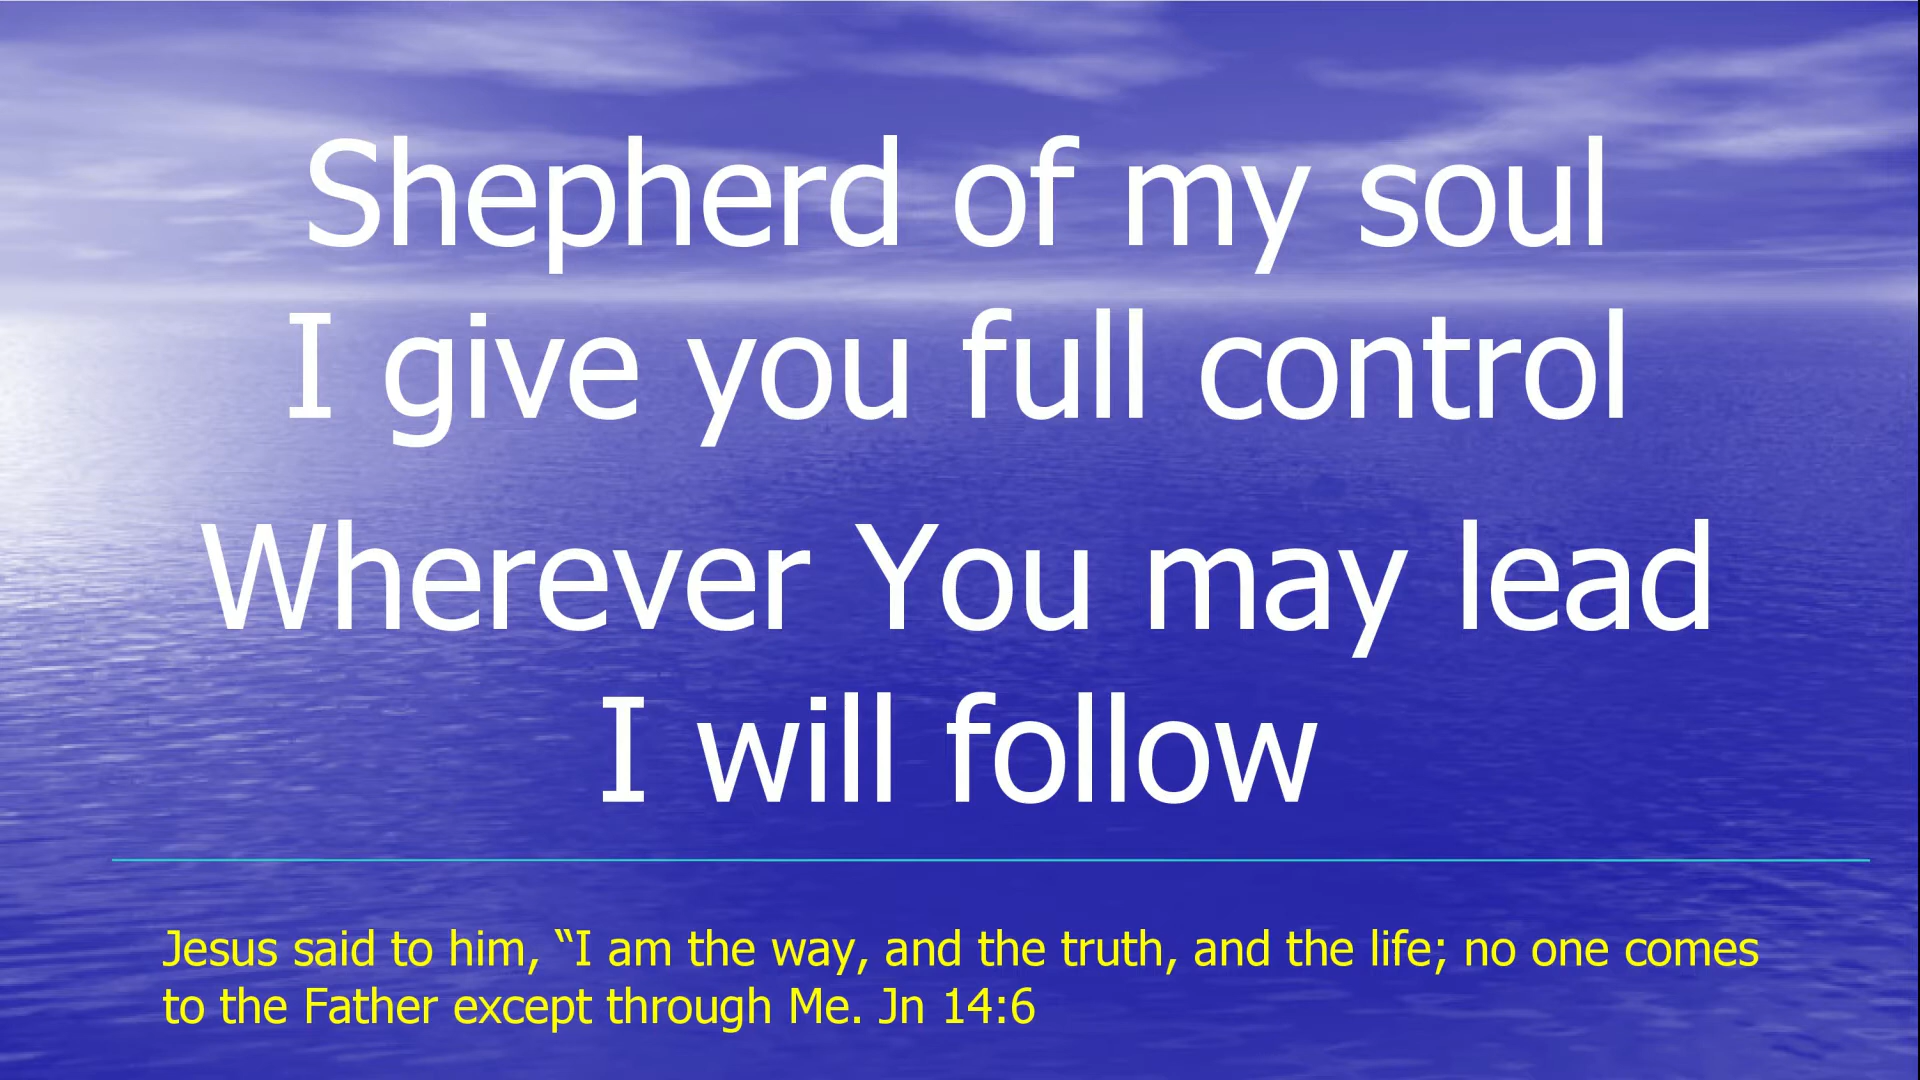 Shepherd of my soul
I give you full control
Wherever You may lead
I will follow
Jesus said to him, “I am the way, and the truth, and the life; no one comes
to the Father except through Me. Jn 14:6